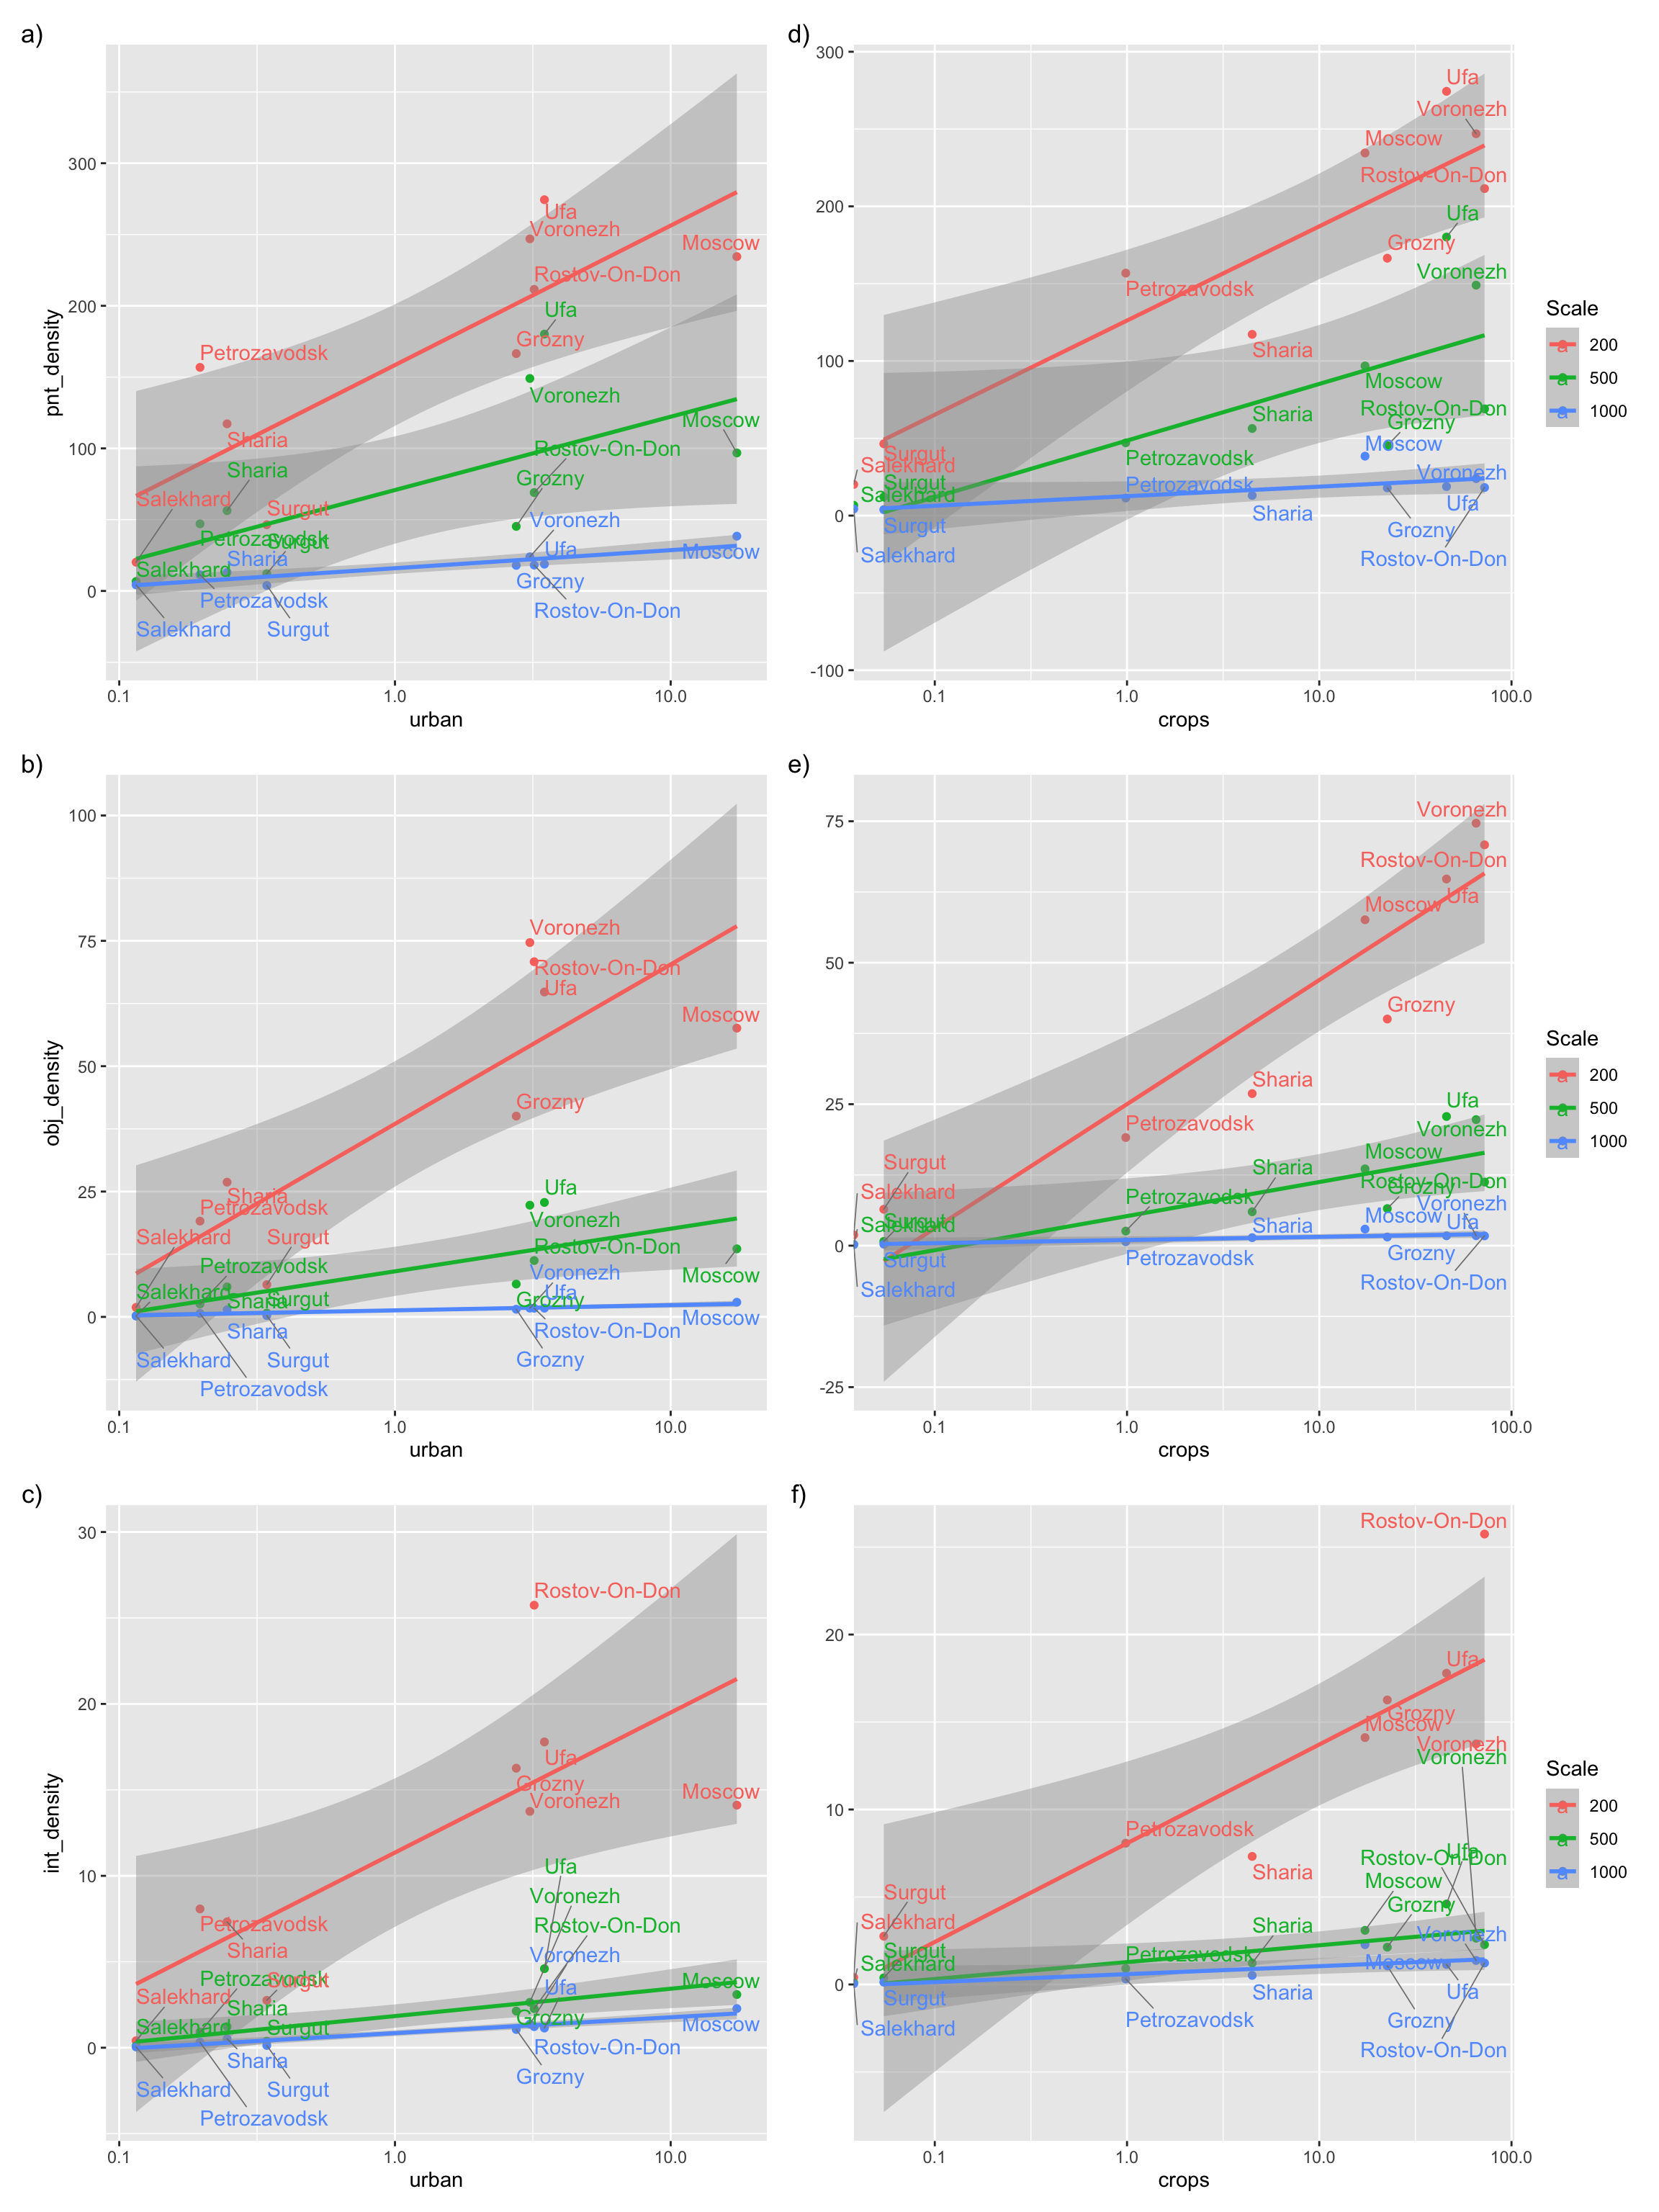 a)
pnt_density
300
200
100
0
Ufa
Voronezh
Moscow
Rostov-On-Don
Ufa
Petrozavodsk
Grozny
Voronezh
Sharia
Moscow
Sharia
Rostov-On-Don
Salekhard
Grozny
Surgut
Voronezh
Petrozavodsk
Surgut
Sharia
Ufa
Moscow
Salekhard
Grozny
Petrozavodsk
Rostov-On-Don
Salekhard
Surgut
0.1
1.0
10.0
urban
d)
300
200
100
0
-100
Ufa
Voronezh
Moscow
Rostov-On-Don
Ufa
Grozny
Voronezh
Petrozavodsk
Sharia
Moscow
Rostov-On-Don
Sharia
Grozny
Moscow
Surgut
Petrozavodsk
Salekhard
Voronezh
Surgut
Petrozavodsk
Salekhard
Ufa
Sharia
Surgut
Grozny
Salekhard
Rostov-On-Don
0.1
1.0
10.0
100.0
crops
Scale
a 200
a 500
a 1000
b)
obj_density
100
75
50
25
0
Voronezh
Rostov-On-Don
Ufa
Moscow
Grozny
Sharia
Petrozavodsk
Ufa
Voronezh
Salekhard
Surgut
Rostov-On-Don
Petrozavodsk
Voronezh
Moscow
Salekhard
Ufa
Sharia
Surgut
Grozny
Moscow
Sharia
Rostov-On-Don
Salekhard
Surgut
Grozny
Petrozavodsk
0.1
1.0
10.0
urban
e)
75
50
25
0
-25
Voronezh
Rostov-On-Don
Ufa
Moscow
Grozny
Sharia
Petrozavodsk
Ufa
Voronezh
Surgut
Moscow
Sharia
Salekhard
Rostov-On-Don
Grozny
Petrozavodsk
Voronezh
Moscow
Surgut
Salekhard
Ufa
Sharia
Surgut
Petrozavodsk
Grozny
Salekhard
Rostov-On-Don
0.1
1.0
10.0
100.0
crops
Scale
a 200
a 500
a 1000
c)
int_density
30
20
10
0
Rostov-On-Don
Ufa
Grozny
Moscow
Voronezh
Ufa
Voronezh
Petrozavodsk
Rostov-On-Don
Sharia
Voronezh
Petrozavodsk
Surgut
Moscow
Ufa
Salekhard
Sharia
Grozny
Salekhard
Surgut
Moscow
Rostov-On-Don
Sharia
Grozny
Salekhard
Surgut
Petrozavodsk
0.1
1.0
10.0
urban
f)
20
10
0
Rostov-On-Don
Ufa
Grozny
Moscow
Voronezh
Voronezh
Petrozavodsk
Ufa
Rostov-On-Don
Sharia
Moscow
Surgut
Grozny
Salekhard
Sharia
Voronezh
Surgut
Petrozavodsk
Salekhard
Moscow
Ufa
Sharia
Surgut
Petrozavodsk
Grozny
Salekhard
Rostov-On-Don
0.1
1.0
10.0
100.0
crops
Scale
a 200
a 500
a 1000